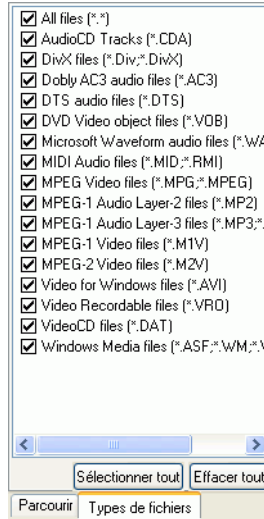 All files (*.*)
AudioCD Tracks (*.CDA)
DivX files (*.Div;*.DivX)
Dobly AC3 audio files (*.AC3)
DTS audio files (*.DTS)
DVD Video object files (*.VOB)
Microsoft Waveform audio files (*.WA
MIDI Audio files (*.MID;*.RMI)
MPEG Video files (*.MPG;*.MPEG)
MPEG-1 Audio Layer-2 files (*.MP2)
MPEG-1 Audio Layer-3 files (*.MP3;*.
MPEG-1 Video files (*.M1V)
MPEG-2 Video files (*.M2V)
Video for Windows files (*.AVI)
Video Recordable files (*.VRO)
VideoCD files (*.DAT)
Windows Media files (*.ASF;*.WM;*.
Sélectionner tout Effacer tout
Parcourir Types de fichiers